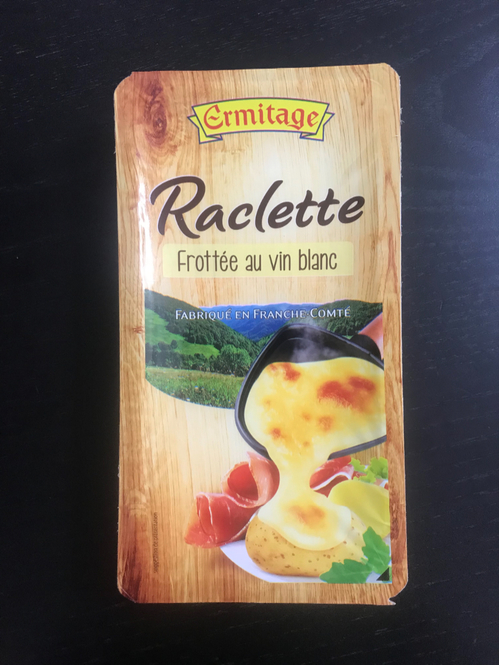 Ermitage
Raclette
Frottée au vin blanc
FABRIQUÉ EN FRANCHE-COMTÉ